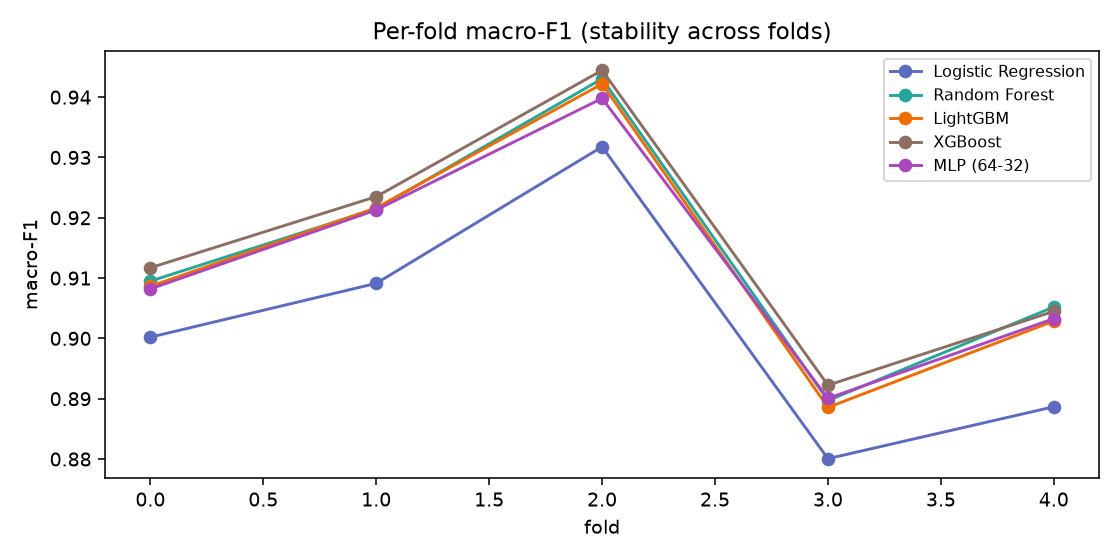 Per-fold macro-F1 (stability across folds)
Logistic Regression
Random Forest
LightGBM
XGBoost
MLP (64-32)
macro-F1
0.94
0.93
0.92
0.91
0.90
0.89
0.88
0.0 0.5 1.0 1.5 2.0 2.5 3.0 3.5 4.0
fold